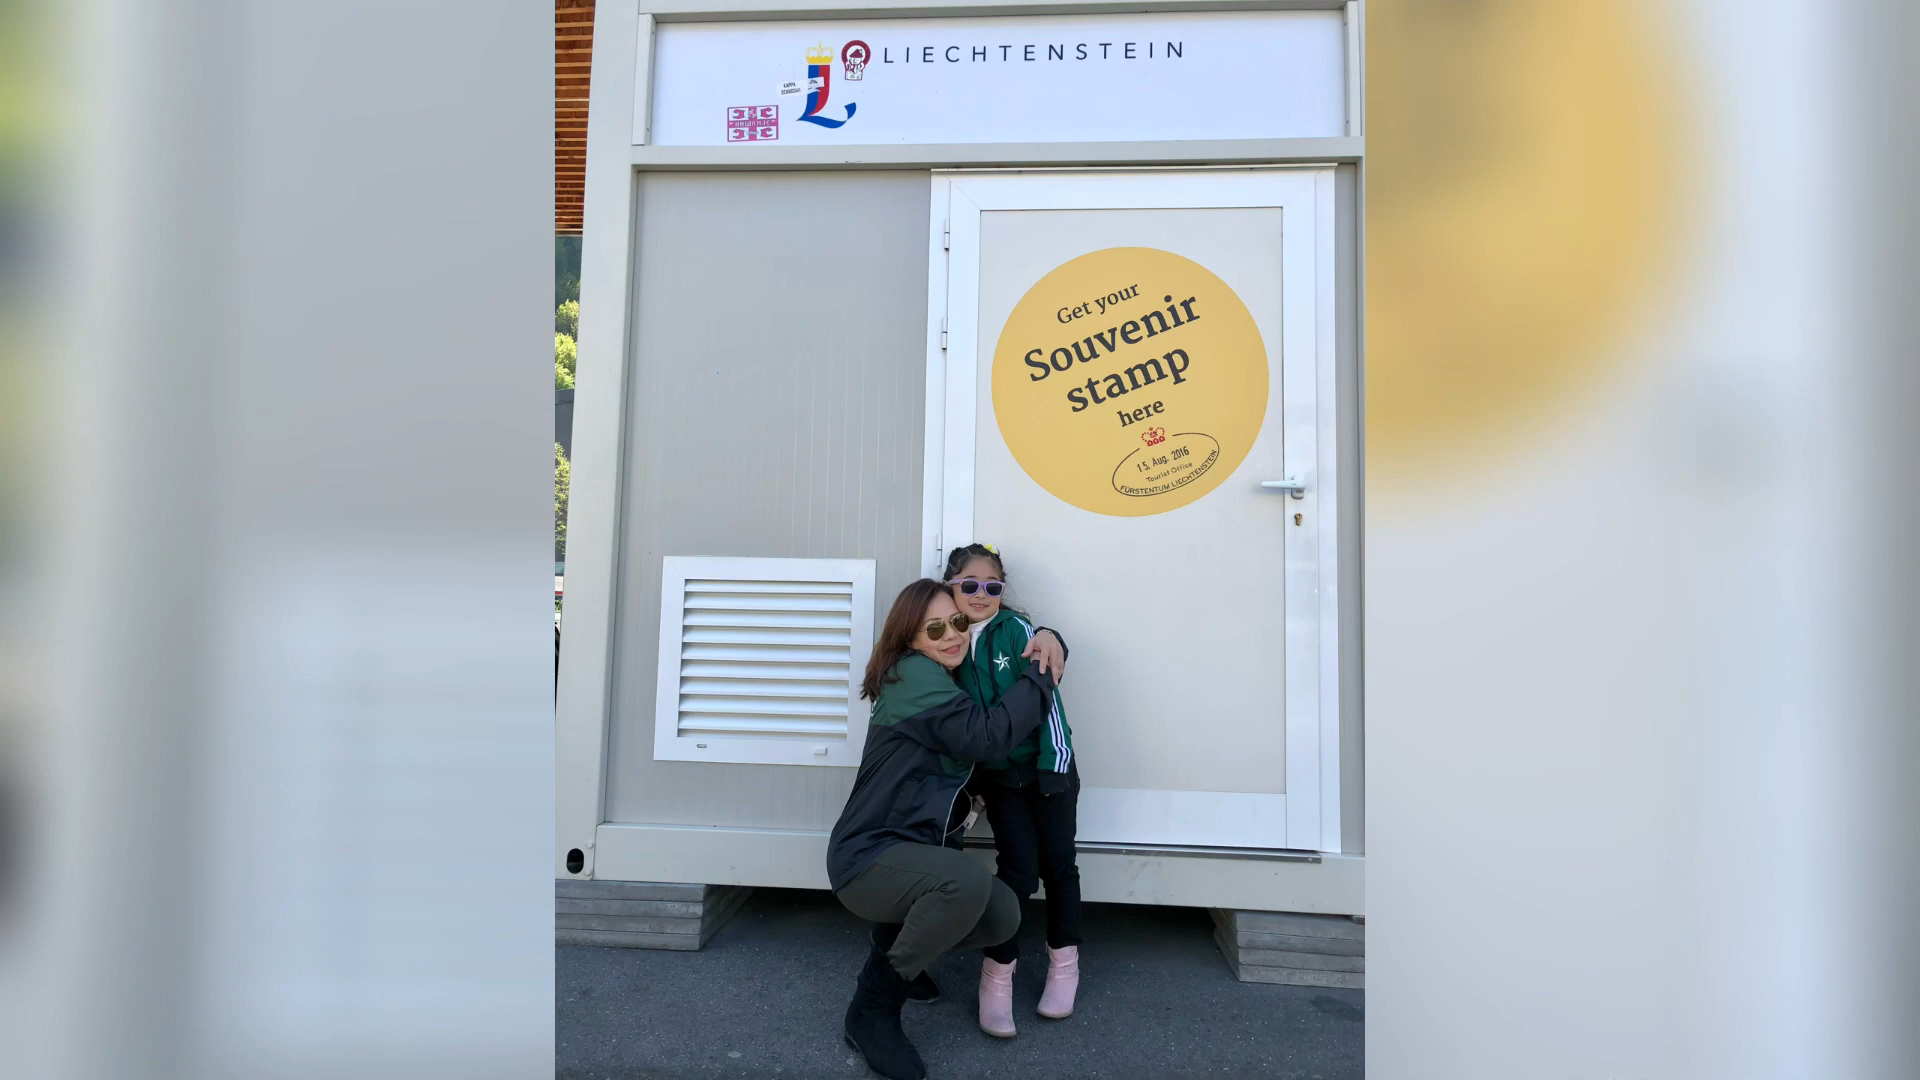 LIECHTENSTEIN
Get your
Souvenir
stamp
here
15. Aug. 2016
Tourist Office
FÜRSTENTUM LIECHTENSTEIN